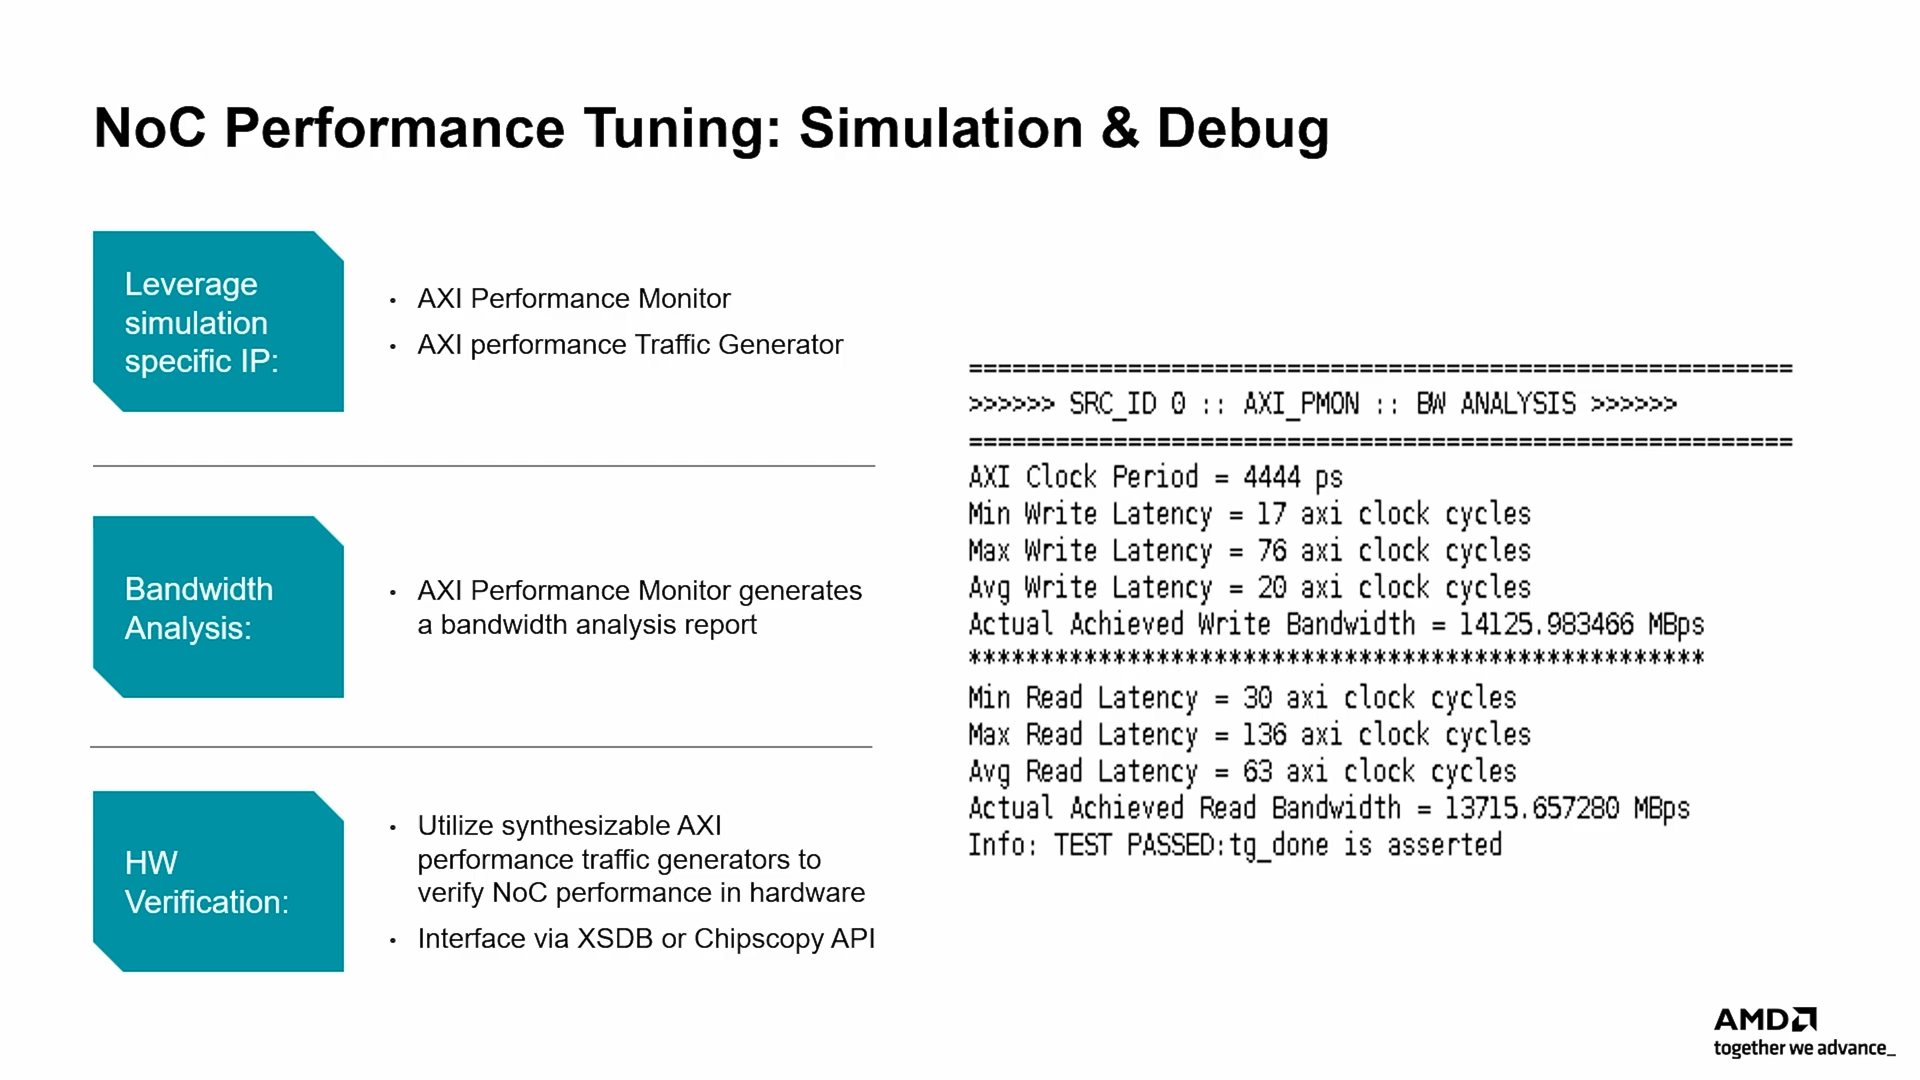 NoC Performance Tuning: Simulation & Debug
Leverage
simulation
specific IP:
• AXI Performance Monitor
• AXI performance Traffic Generator
Bandwidth
Analysis:
• AXI Performance Monitor generates
a bandwidth analysis report
HW
Verification:
• Utilize synthesizable AXI
performance traffic generators to
verify NoC performance in hardware
• Interface via XSDB or Chipscopy API
=========================================================
>>>>>> SRC_ID 0 :: AXI_PMON :: BW ANALYSIS >>>>>>
=========================================================
AXI Clock Period = 4444 ps
Min Write Latency = 17 axi clock cycles
Max Write Latency = 76 axi clock cycles
Avg Write Latency = 20 axi clock cycles
Actual Achieved Write Bandwidth = 14125.983466 MBps
***************************************************
Min Read Latency = 30 axi clock cycles
Max Read Latency = 136 axi clock cycles
Avg Read Latency = 63 axi clock cycles
Actual Achieved Read Bandwidth = 13715.657280 MBps
Info: TEST PASSED:tg_done is asserted
AMD
together we advance_